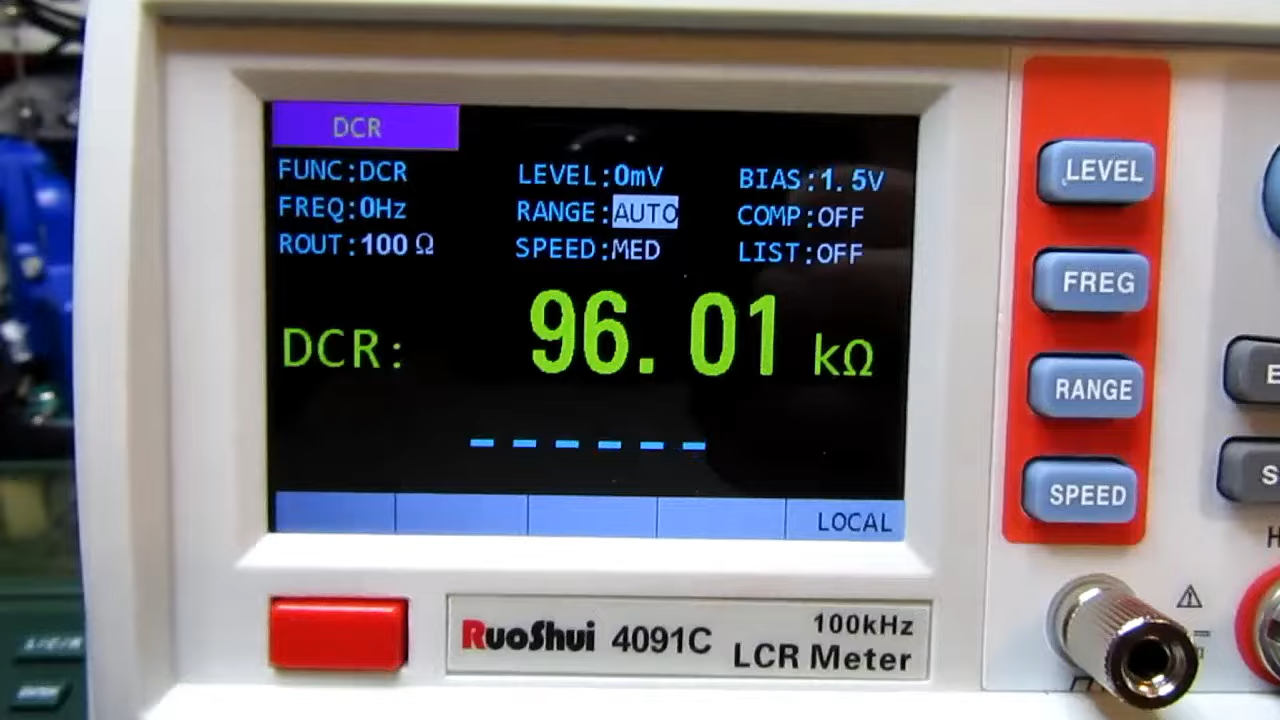 DCR
FUNC:DCR LEVEL:0mV BIAS:1.5V
FREQ:0Hz RANGE:AUTO COMP:OFF
ROUT:100 Ω SPEED:MED LIST:OFF
DCR: 96.01 kΩ
------
LOCAL
LEVEL
FREG
RANGE
SPEED
E
S
H
RuoShui 4091C 100kHz
LCR Meter